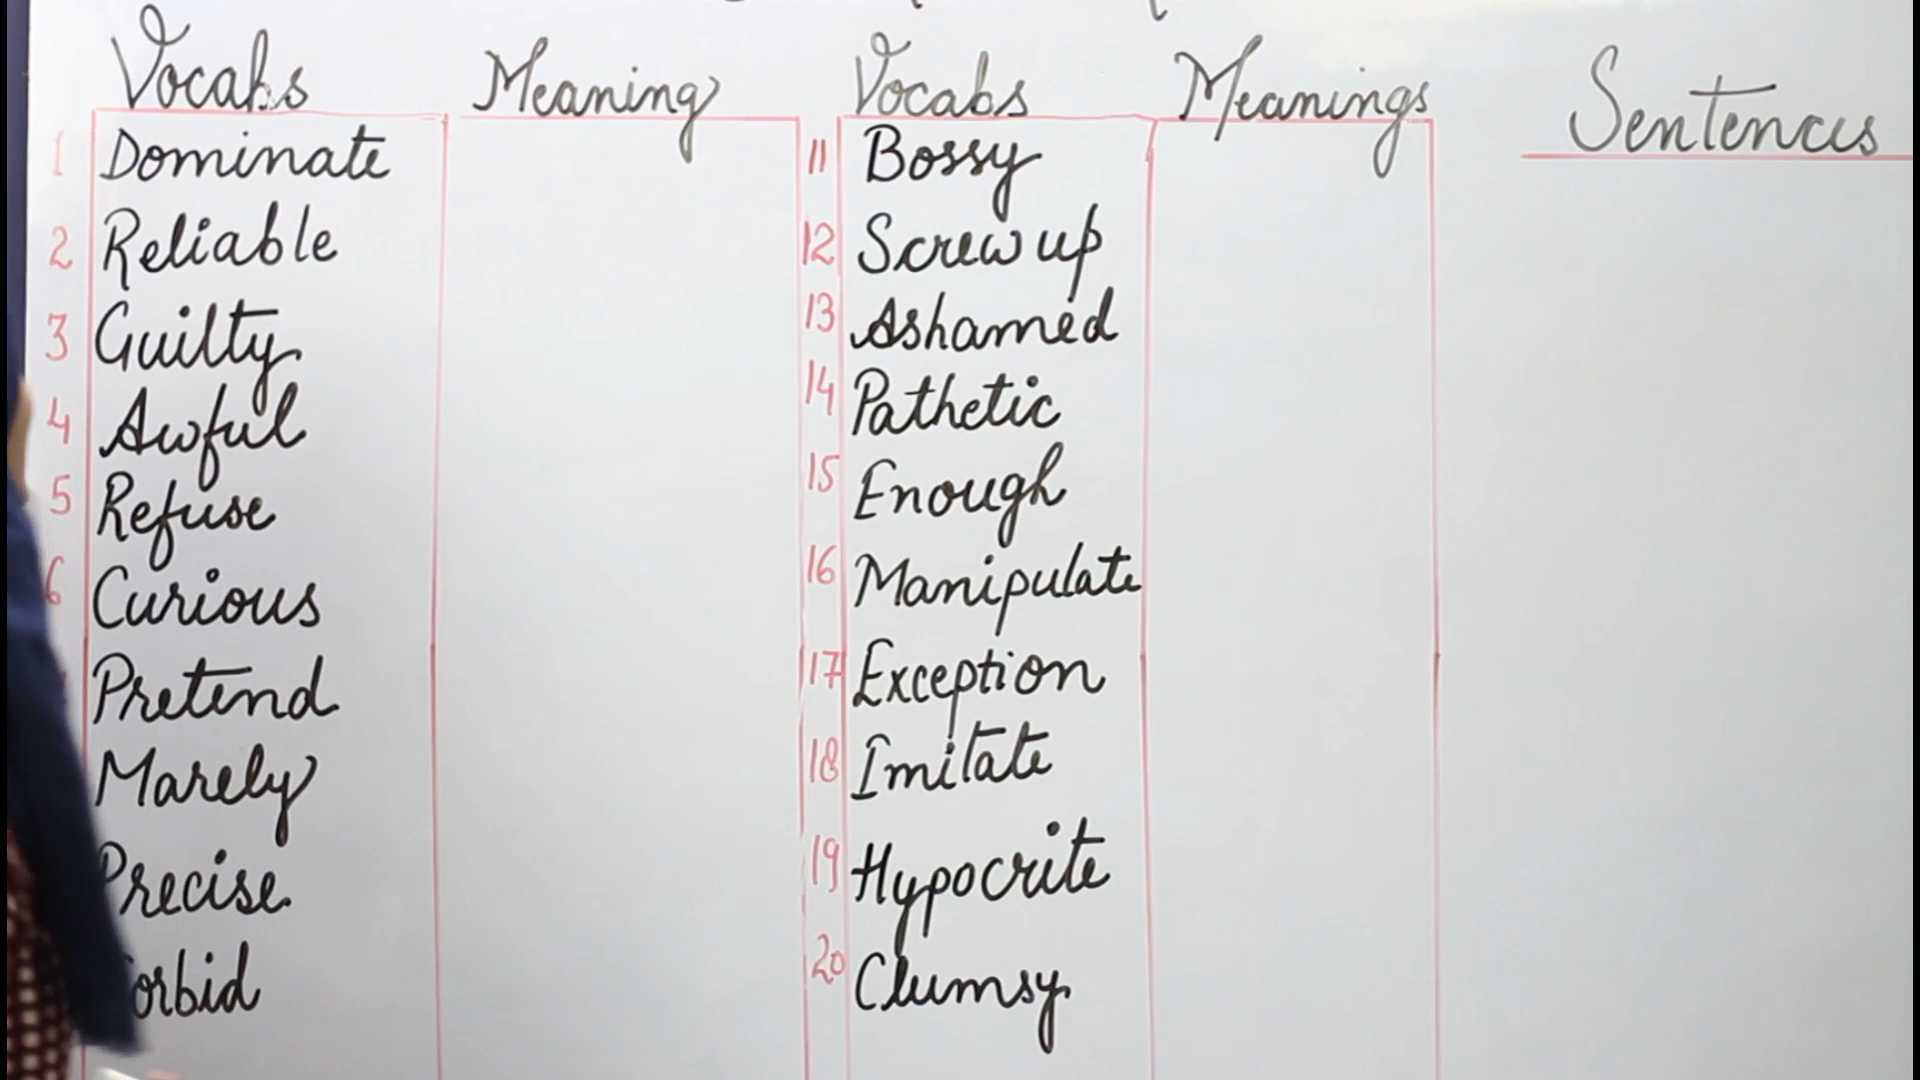 Vocabs Meaning Vocabs Meanings Sentences
1 Dominate
2 Reliable
3 Guilty
4 Awful
5 Refuse
6 Curious
Pretend
Marely
Precise
orbid
11 Bossy
12 Screw up
13 Ashamed
14 Pathetic
15 Enough
16 Manipulate
17 Exception
18 Imitate
19 Hypocrite
20 Clumsy